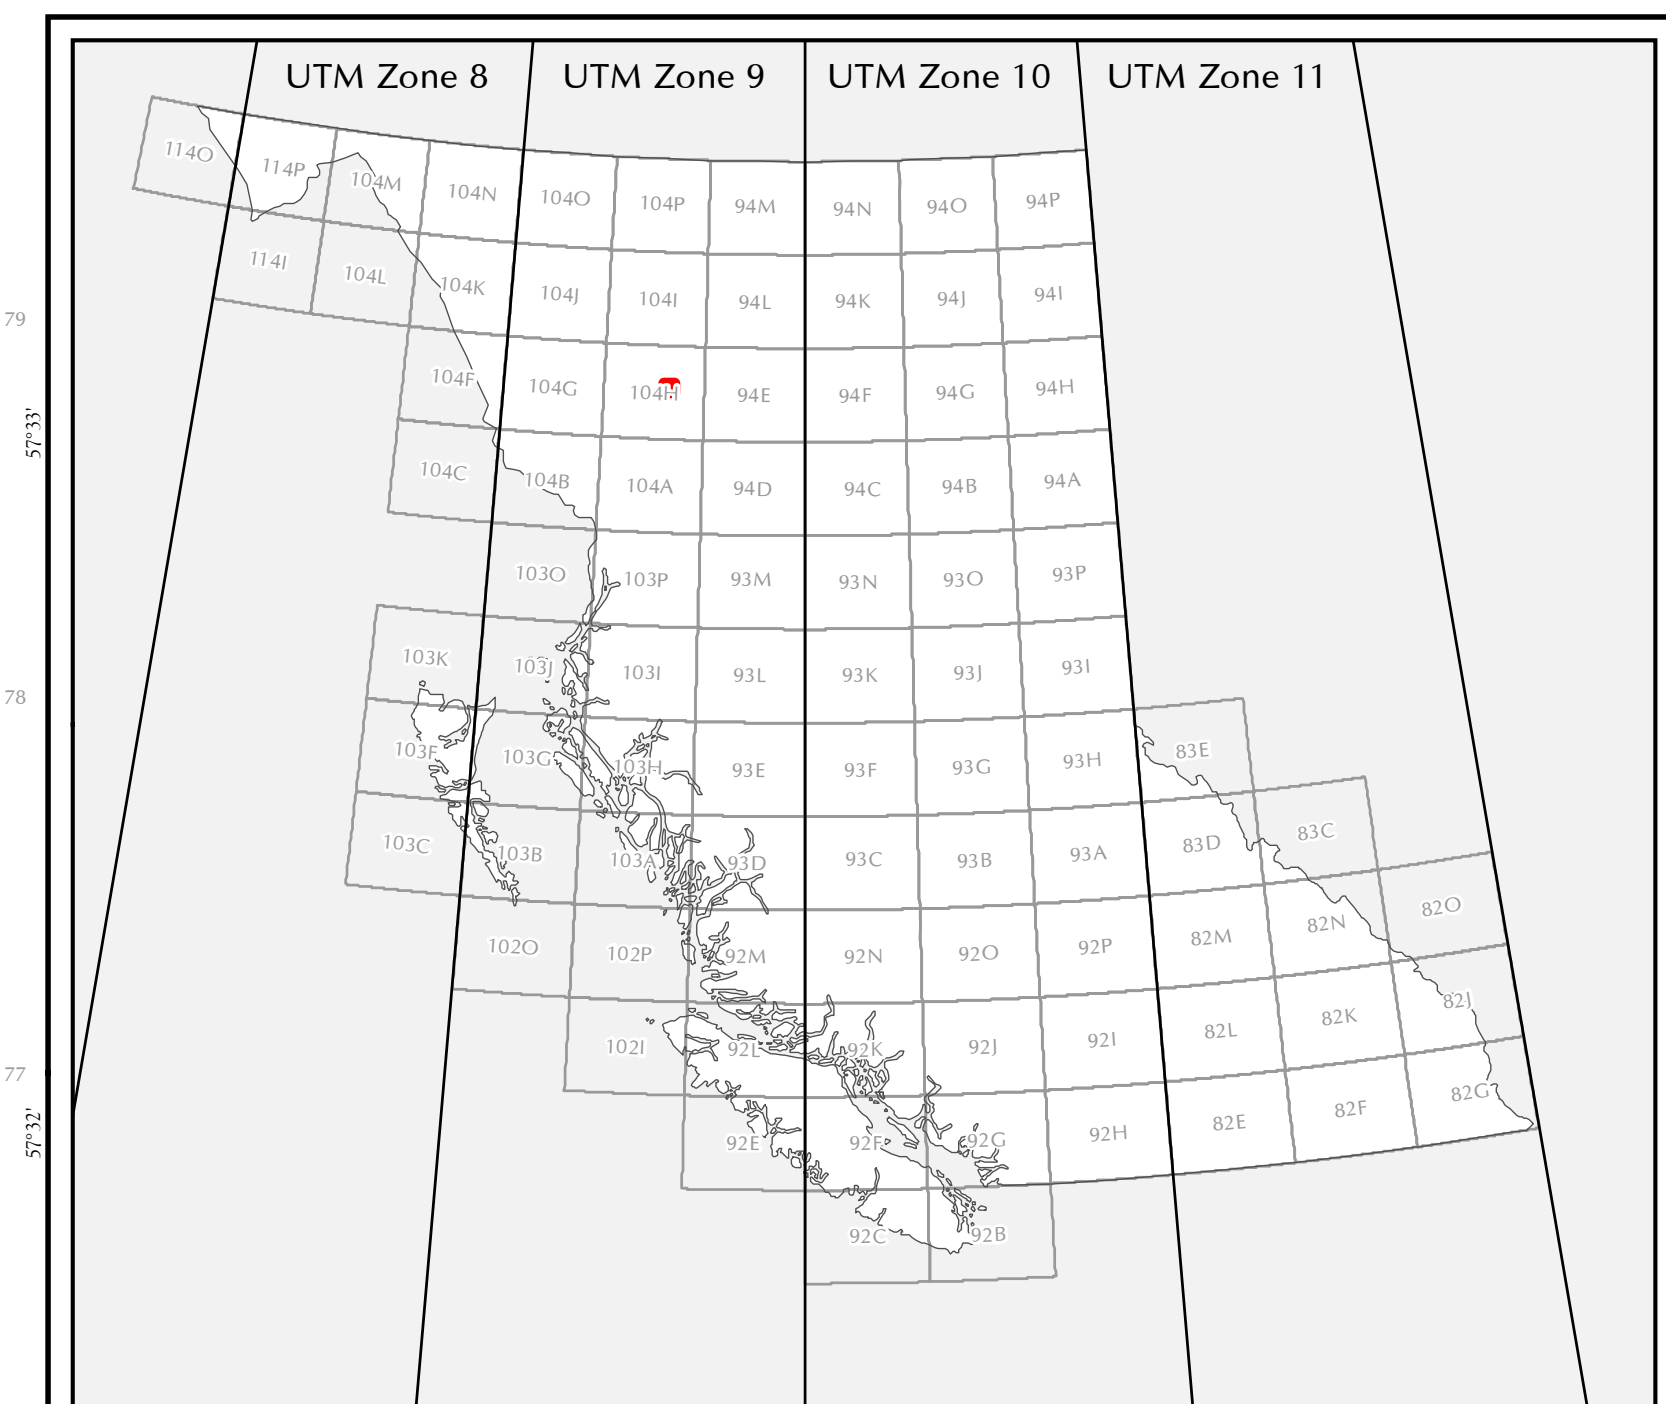 UTM Zone 8 UTM Zone 9 UTM Zone 10 UTM Zone 11
114O 114P 104M 104N 104O 104P 94M 94N 94O 94P
114I 104L 104K 104J 104I 94L 94K 94J 94I
79
104F 104G 104H 94E 94F 94G 94H
57°33'
104C 104B 104A 94D 94C 94B 94A
103O 103P 93M 93N 93O 93P
103K 103J 103I 93L 93K 93J 93I
78
103F 103G 103H 93E 93F 93G 93H 83E
103C 103B 103A 93D 93C 93B 93A 83D 83C
102O 102P 92M 92N 92O 92P 82M 82N 82O
102I 92L 92K 92J 92I 82L 82K 82J
77
57°32'
92E 92F 92G 92H 82E 82F 82G
92C 92B